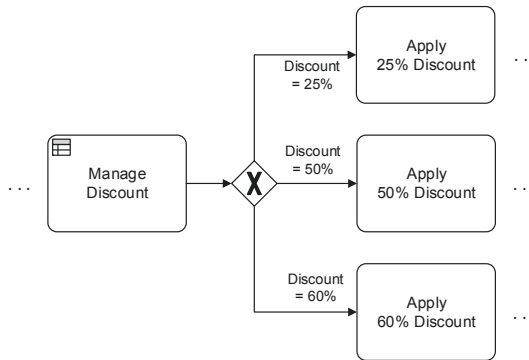 Apply
25% Discount
. .
Discount
= 25%
Manage
Discount
. . .
X
Discount
= 50%
Apply
50% Discount
. .
Discount
= 60%
Apply
60% Discount
. .